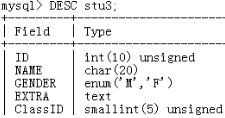 mysql> DESC stu3;
+---------+----------------------
| Field   | Type
+---------+----------------------
| ID      | int(10) unsigned
| NAME    | char(20)
| GENDER  | enum('M','F')
| EXTRA   | text
| ClassID | smallint(5) unsigned